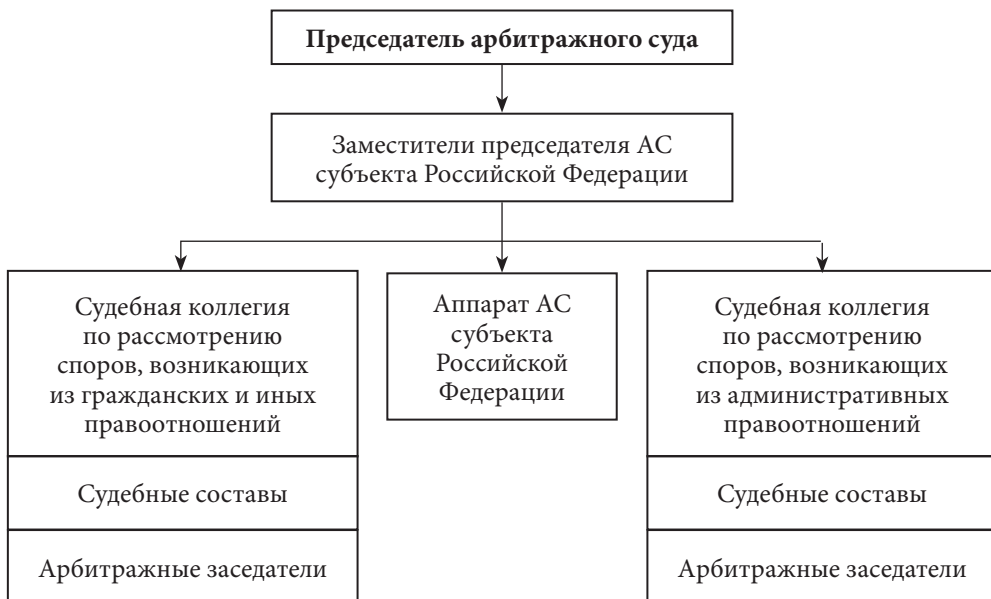 Председатель арбитражного суда
Заместители председателя АС
субъекта Российской Федерации
Судебная коллегия
по рассмотрению
споров, возникающих
из гражданских и иных
правоотношений
Судебные составы
Арбитражные заседатели
Аппарат АС
субъекта
Российской
Федерации
Судебная коллегия
по рассмотрению
споров, возникающих
из административных
правоотношений
Судебные составы
Арбитражные заседатели